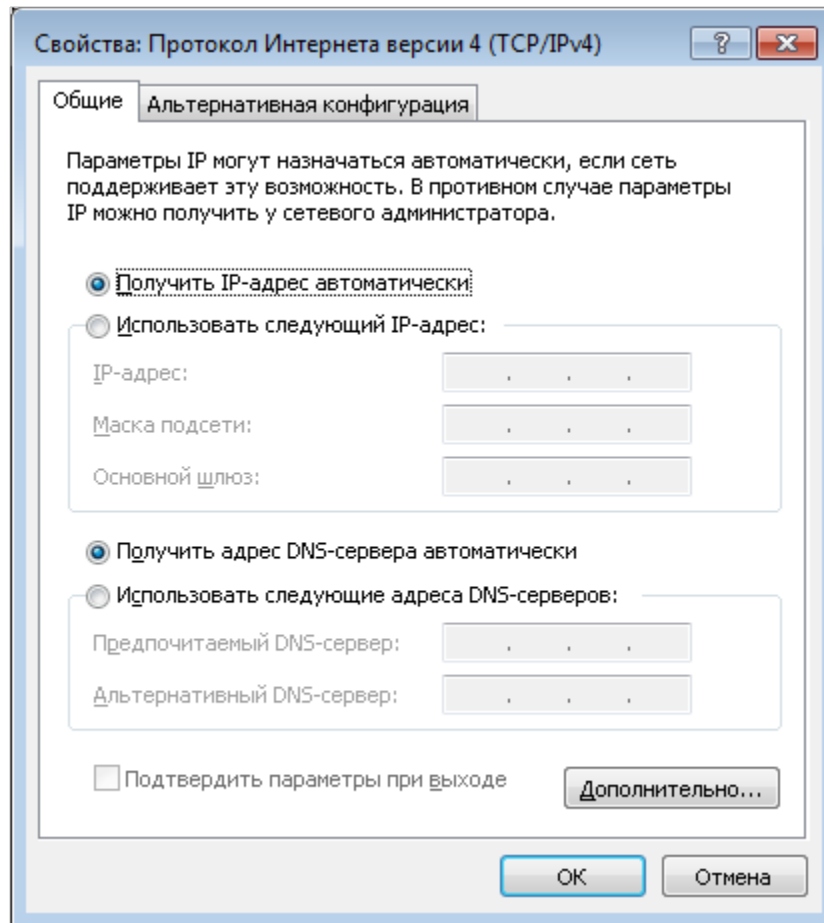 Свойства: Протокол Интернета версии 4 (TCP/IPv4)
Общие
Альтернативная конфигурация
Параметры IP могут назначаться автоматически, если сеть
поддерживает эту возможность. В противном случае параметры
IP можно получить у сетевого администратора.
Получить IP-адрес автоматически
Использовать следующий IP-адрес:
IP-адрес:
Маска подсети:
Основной шлюз:
Получить адрес DNS-сервера автоматически
Использовать следующие адреса DNS-серверов:
Предпочитаемый DNS-сервер:
Альтернативный DNS-сервер:
Подтвердить параметры при выходе
Дополнительно...
ОК
Отмена